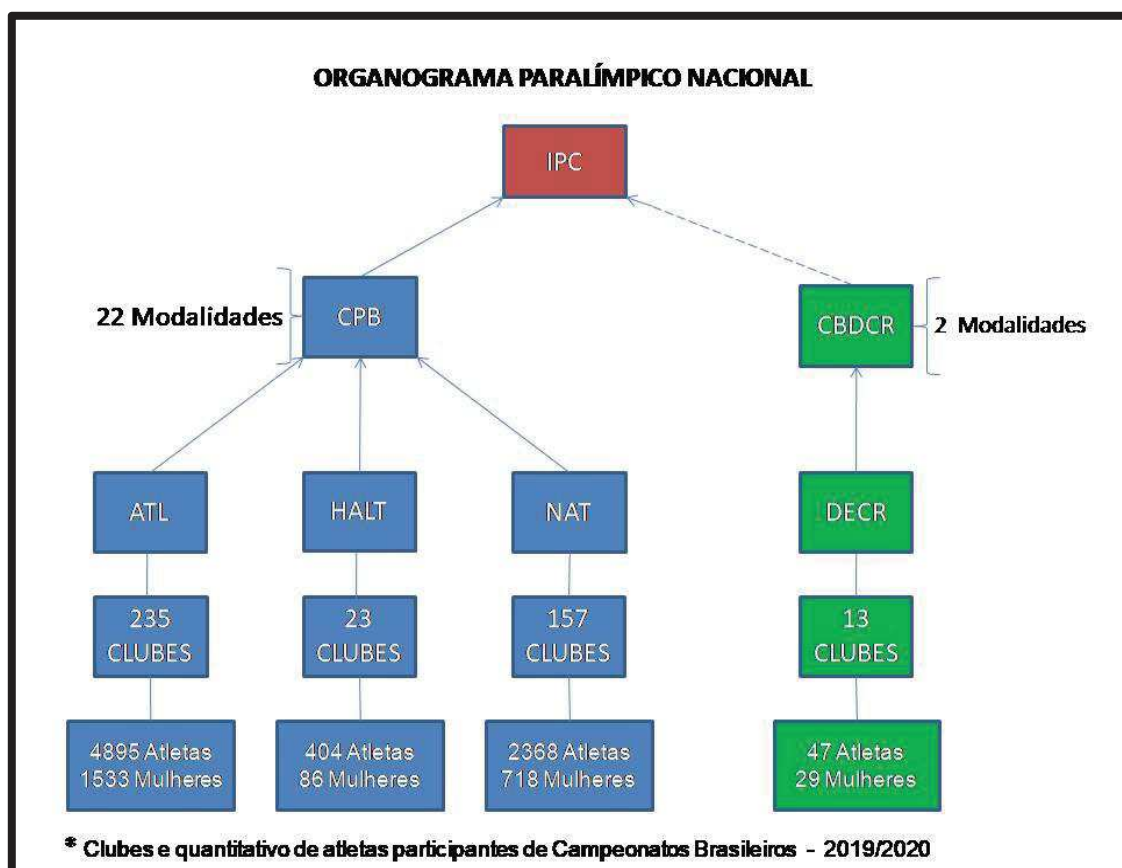 ORGANOGRAMA PARALÍMPICO NACIONAL
IPC
22 Modalidades
CPB
CBDCR
2 Modalidades
ATL
HALT
NAT
DECR
235
CLUBES
23
CLUBES
157
CLUBES
13
CLUBES
4895 Atletas
1533 Mulheres
404 Atletas
86 Mulheres
2368 Atletas
718 Mulheres
47 Atletas
29 Mulheres
* Clubes e quantitativo de atletas participantes de Campeonatos Brasileiros - 2019/2020